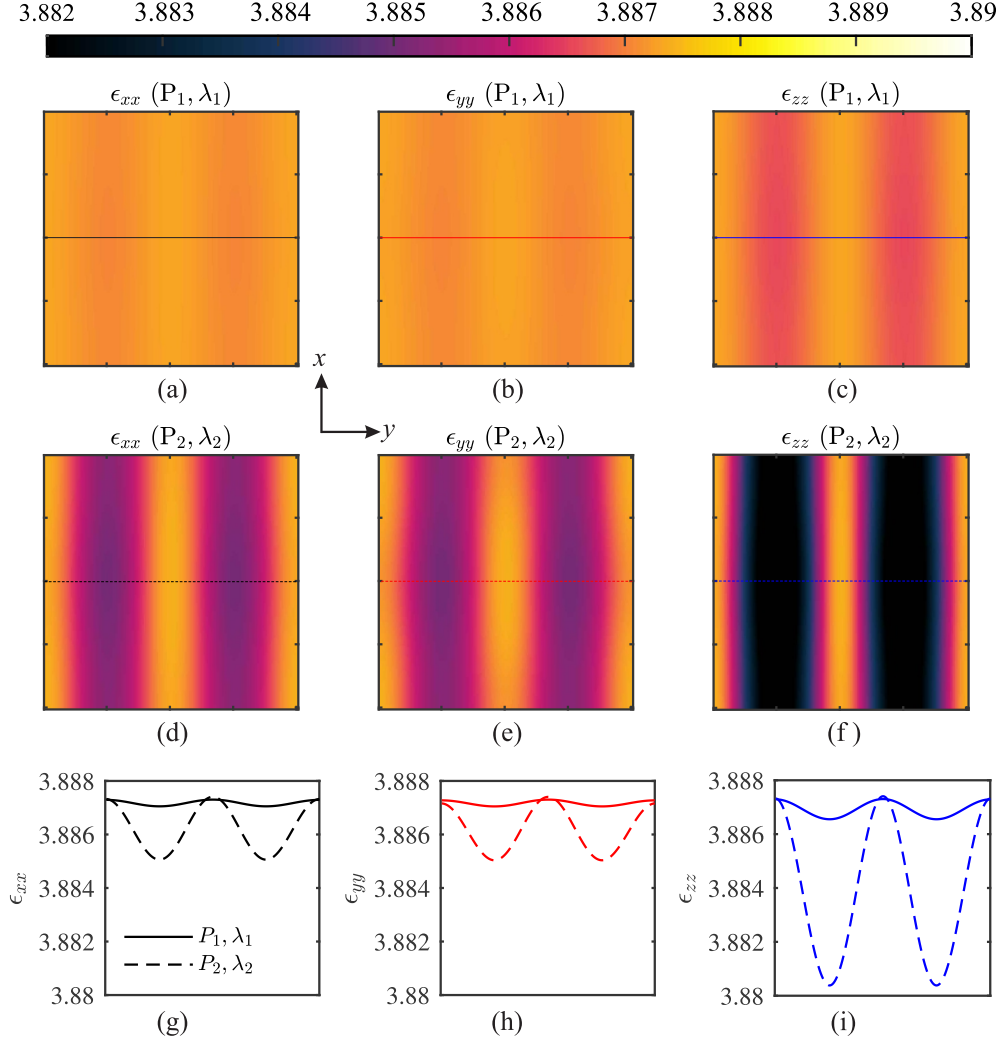 3.882 3.883 3.884 3.885 3.886 3.887 3.888 3.889 3.89
ϵxx (P1, λ1) ϵyy (P1, λ1) ϵzz (P1, λ1)
(a) (b) (c)
x
y
ϵxx (P2, λ2) ϵyy (P2, λ2) ϵzz (P2, λ2)
(d) (e) (f)
3.888 3.888 3.888
3.886 3.886 3.886
3.884 3.884 3.884
ϵxx ϵyy ϵzz
P1, λ1
3.882 3.882 3.882
P2, λ2
3.88 3.88 3.88
(g) (h) (i)